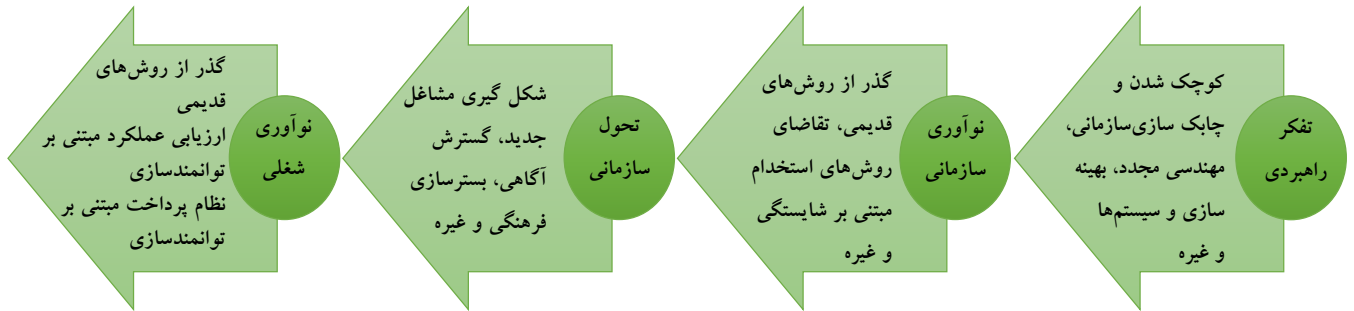 تفکر
راهبردی
کوچک شدن و
چابک سازی‌سازمانی،
مهندسی مجدد، بهینه
سازی و سیستم‌ها
و غیره
نوآوری
سازمانی
گذر از روش‌های
قدیمی، تقاضای
روش‌های استخدام
مبتنی بر شایستگی
و غیره
تحول
سازمانی
شکل گیری مشاغل
جدید، گسترش
آگاهی، بسترسازی
فرهنگی و غیره
نوآوری
شغلی
گذر از روش‌های
قدیمی
ارزیابی عملکرد مبتنی بر
توانمندسازی
نظام پرداخت مبتنی بر
توانمندسازی